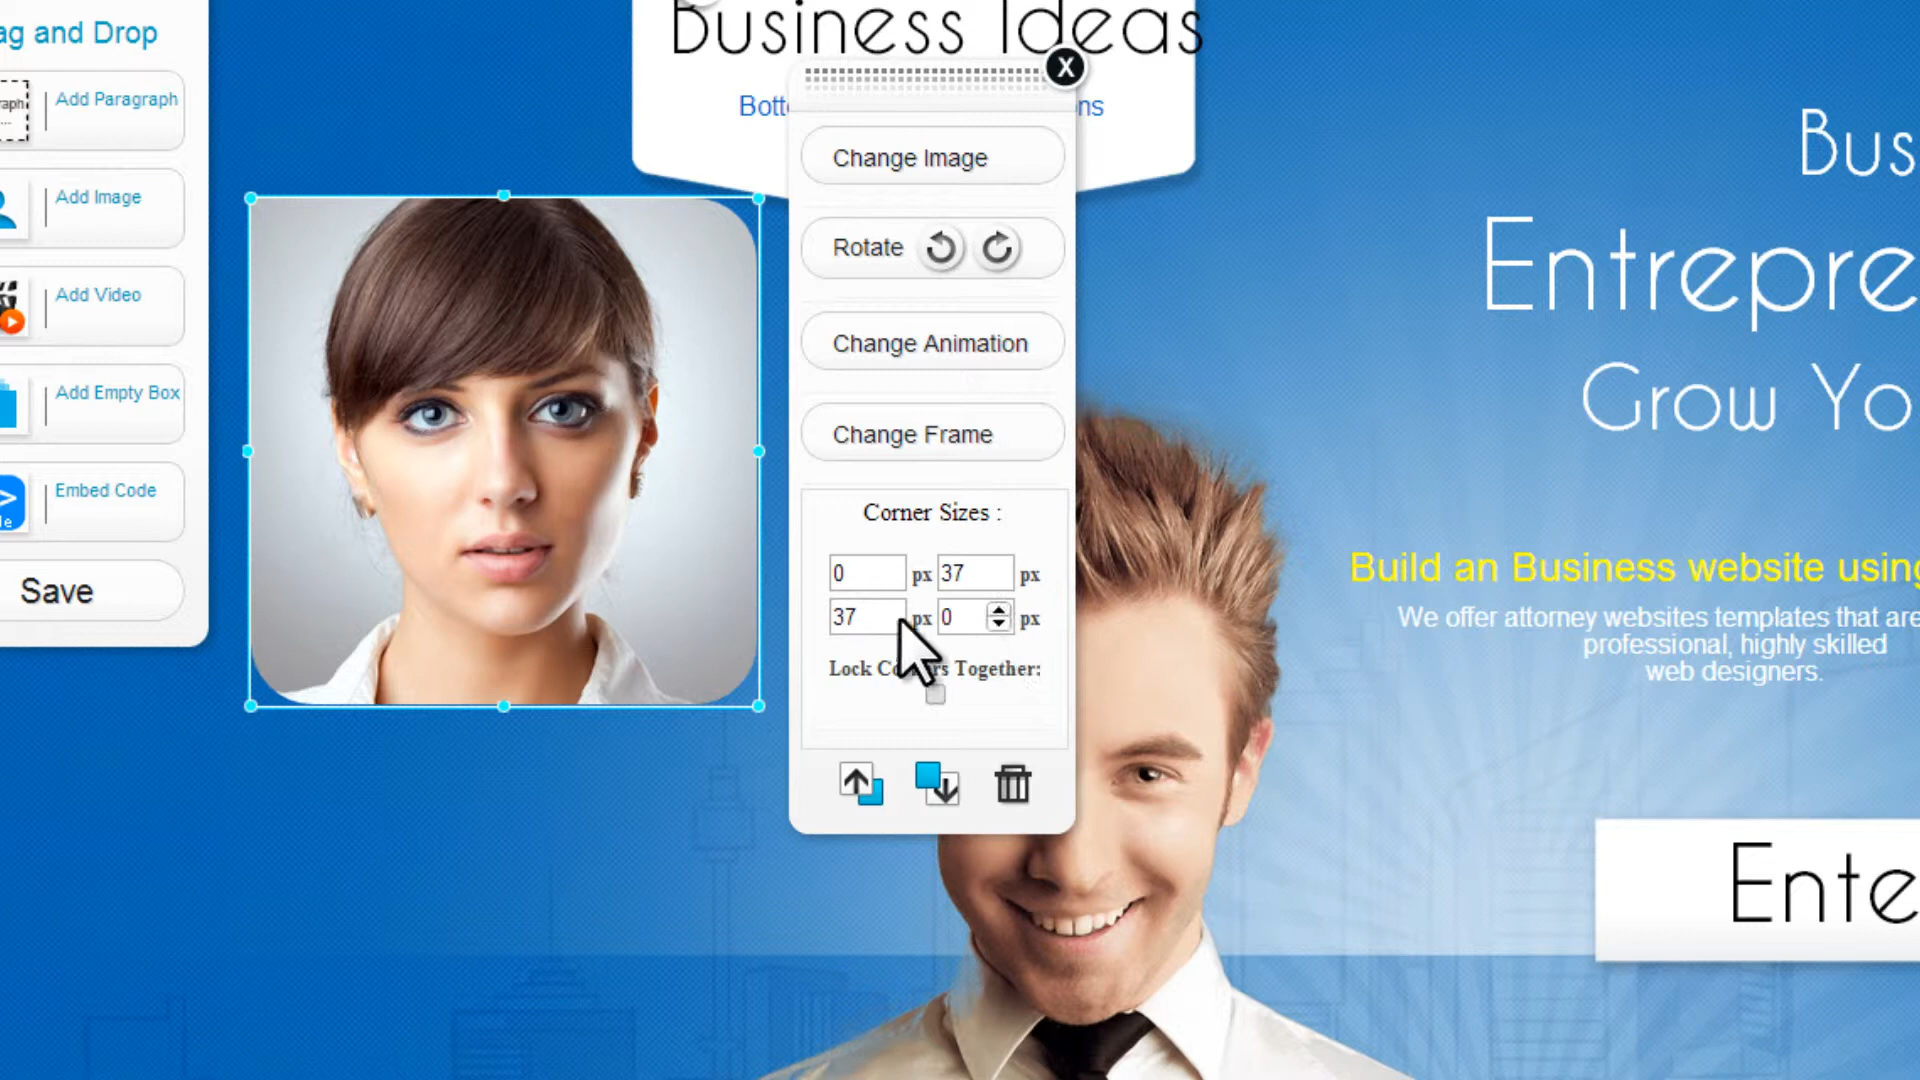 ag and Drop
Add Paragraph
raph
Add Image
Add Video
Add Empty Box
Embed Code
Save
Business Ideas
Bott
ns
X
Change Image
Rotate
Change Animation
Change Frame
Corner Sizes :
0 px 37 px
37 px 0 px
Lock Co rs Together:
Bus
Entrepre
Grow Yo
Build an Business website using
We offer attorney websites templates that are
professional, highly skilled
web designers.
Ente